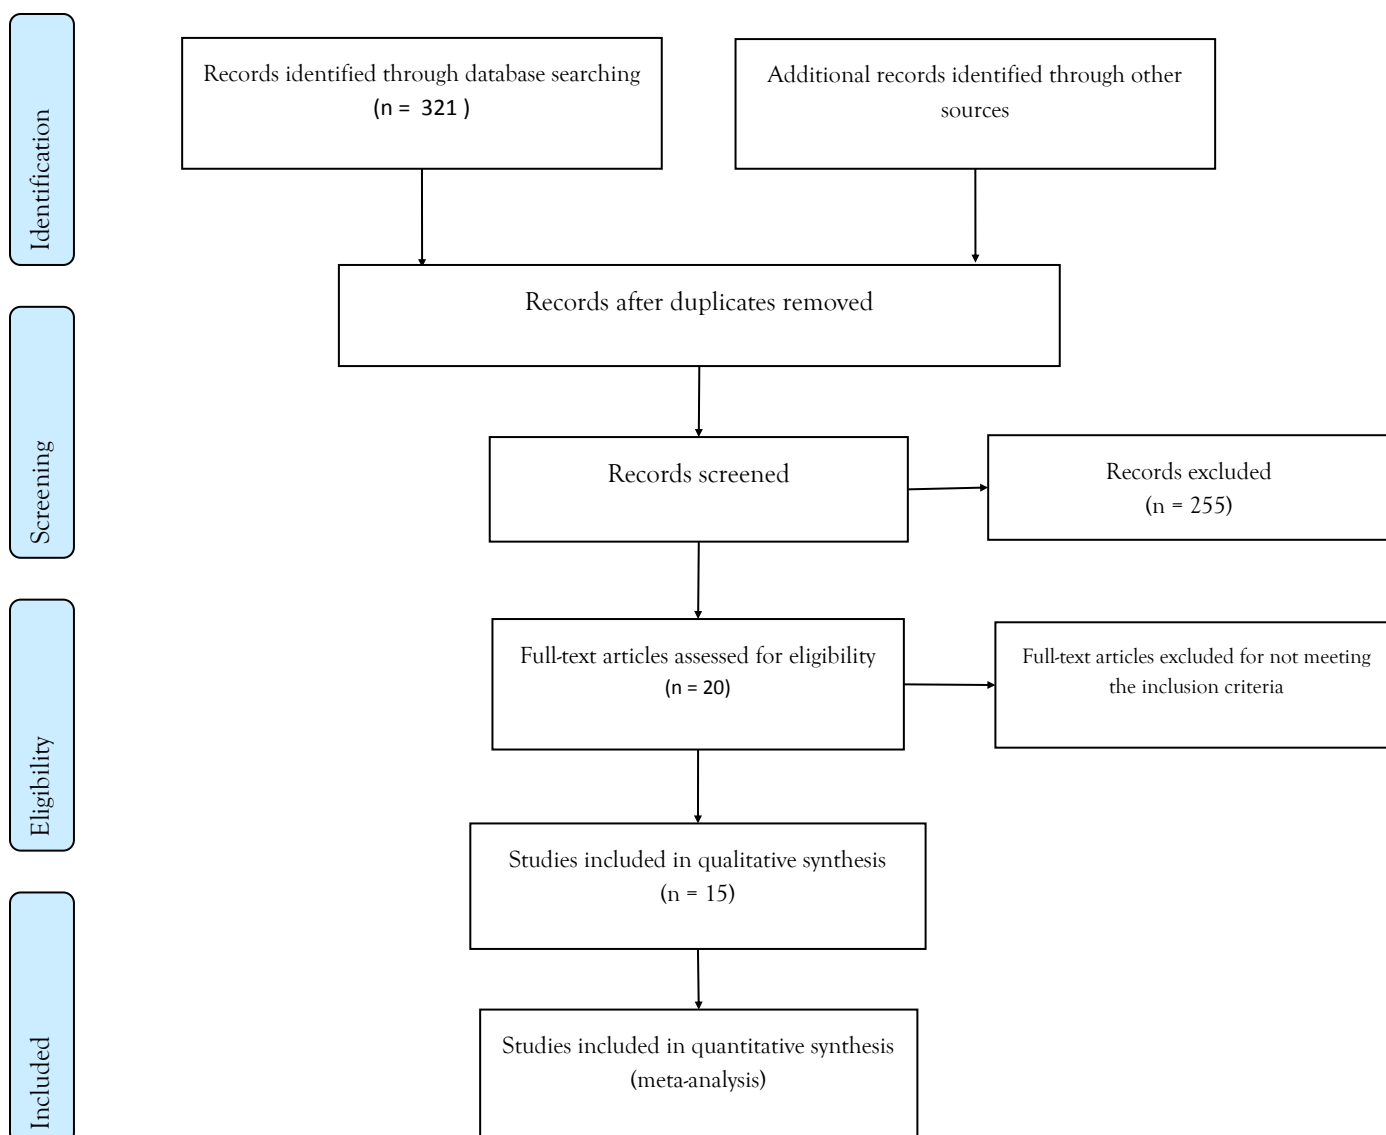 Identification
Records identified through database searching
(n =  321 )
Additional records identified through other
sources
Records after duplicates removed
Screening
Records screened
Records excluded
(n = 255)
Eligibility
Full-text articles assessed for eligibility
(n = 20)
Full-text articles excluded for not meeting
the inclusion criteria
Studies included in qualitative synthesis
(n = 15)
Included
Studies included in quantitative synthesis
(meta-analysis)